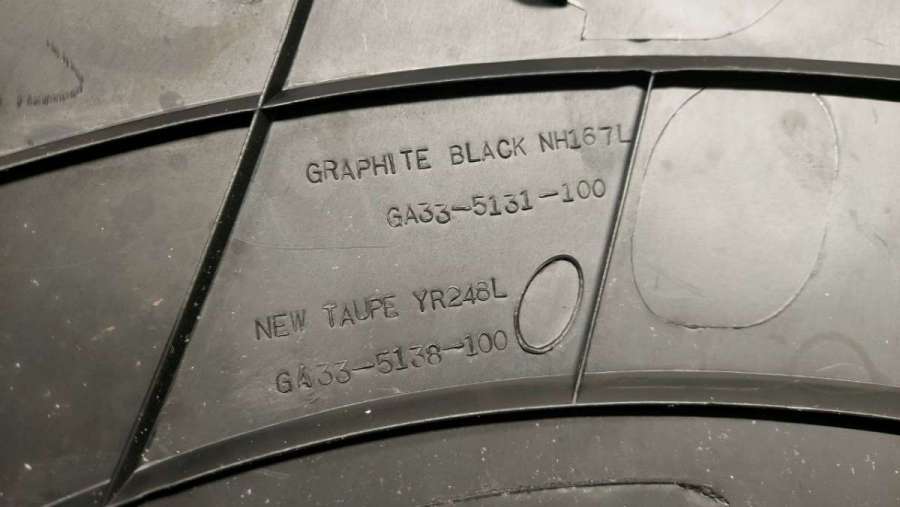 GRAPHITE BLACK NH167L
GA33-5131-100
NEW TAUPE YR248L
GA33-5138-100